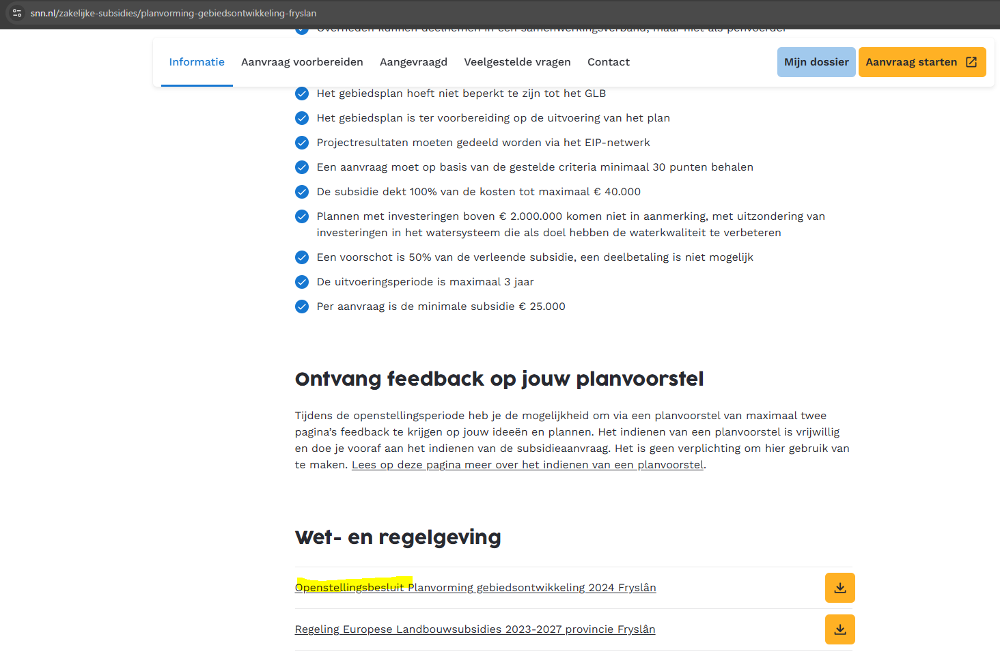 snn.nl/zakelijke-subsidies/planvorming-gebiedsontwikkeling-fryslan
Overheden kunnen deelnemen in een samenwerkingsverband, maar niet als penvoerder
Informatie Aanvraag voorbereiden Aangevraagd Veelgestelde vragen Contact Mijn dossier Aanvraag starten
Het gebiedsplan hoeft niet beperkt te zijn tot het GLB
Het gebiedsplan is ter voorbereiding op de uitvoering van het plan
Projectresultaten moeten gedeeld worden via het EIP-netwerk
Een aanvraag moet op basis van de gestelde criteria minimaal 30 punten behalen
De subsidie dekt 100% van de kosten tot maximaal € 40.000
Plannen met investeringen boven € 2.000.000 komen niet in aanmerking, met uitzondering van
investeringen in het watersysteem die als doel hebben de waterkwaliteit te verbeteren
Een voorschot is 50% van de verleende subsidie, een deelbetaling is niet mogelijk
De uitvoeringsperiode is maximaal 3 jaar
Per aanvraag is de minimale subsidie € 25.000
Ontvang feedback op jouw planvoorstel
Tijdens de openstellingsperiode heb je de mogelijkheid om via een planvoorstel van maximaal twee
pagina’s feedback te krijgen op jouw ideeën en plannen. Het indienen van een planvoorstel is vrijwillig
en doe je vooraf aan het indienen van de subsidieaanvraag. Het is geen verplichting om hier gebruik van
te maken. Lees op deze pagina meer over het indienen van een planvoorstel.
Wet- en regelgeving
Openstellingsbesluit Planvorming gebiedsontwikkeling 2024 Fryslân
Regeling Europese Landbouwsubsidies 2023-2027 provincie Fryslân